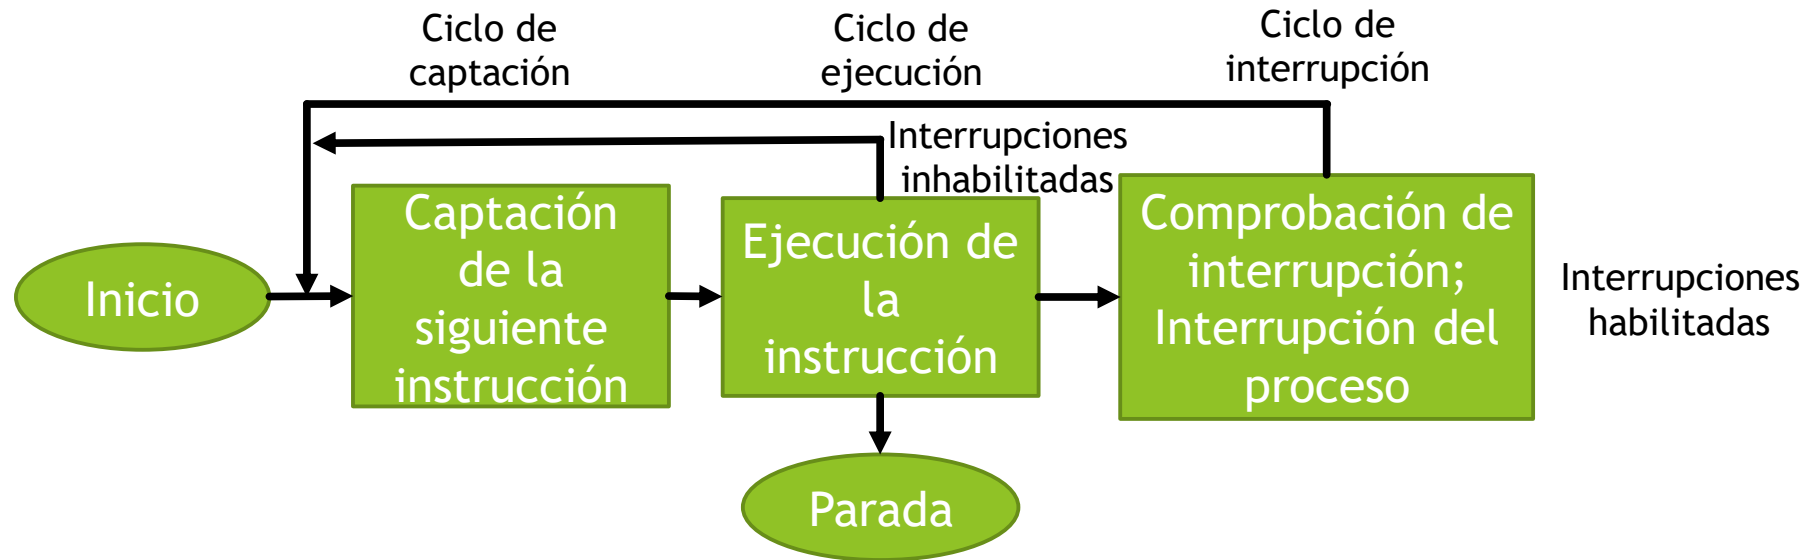 Ciclo de
captación
Ciclo de
ejecución
Ciclo de
interrupción
Interrupciones
inhabilitadas
Inicio
Captación
de la
siguiente
instrucción
Ejecución de
la
instrucción
Comprobación de
interrupción;
Interrupción del
proceso
Interrupciones
habilitadas
Parada